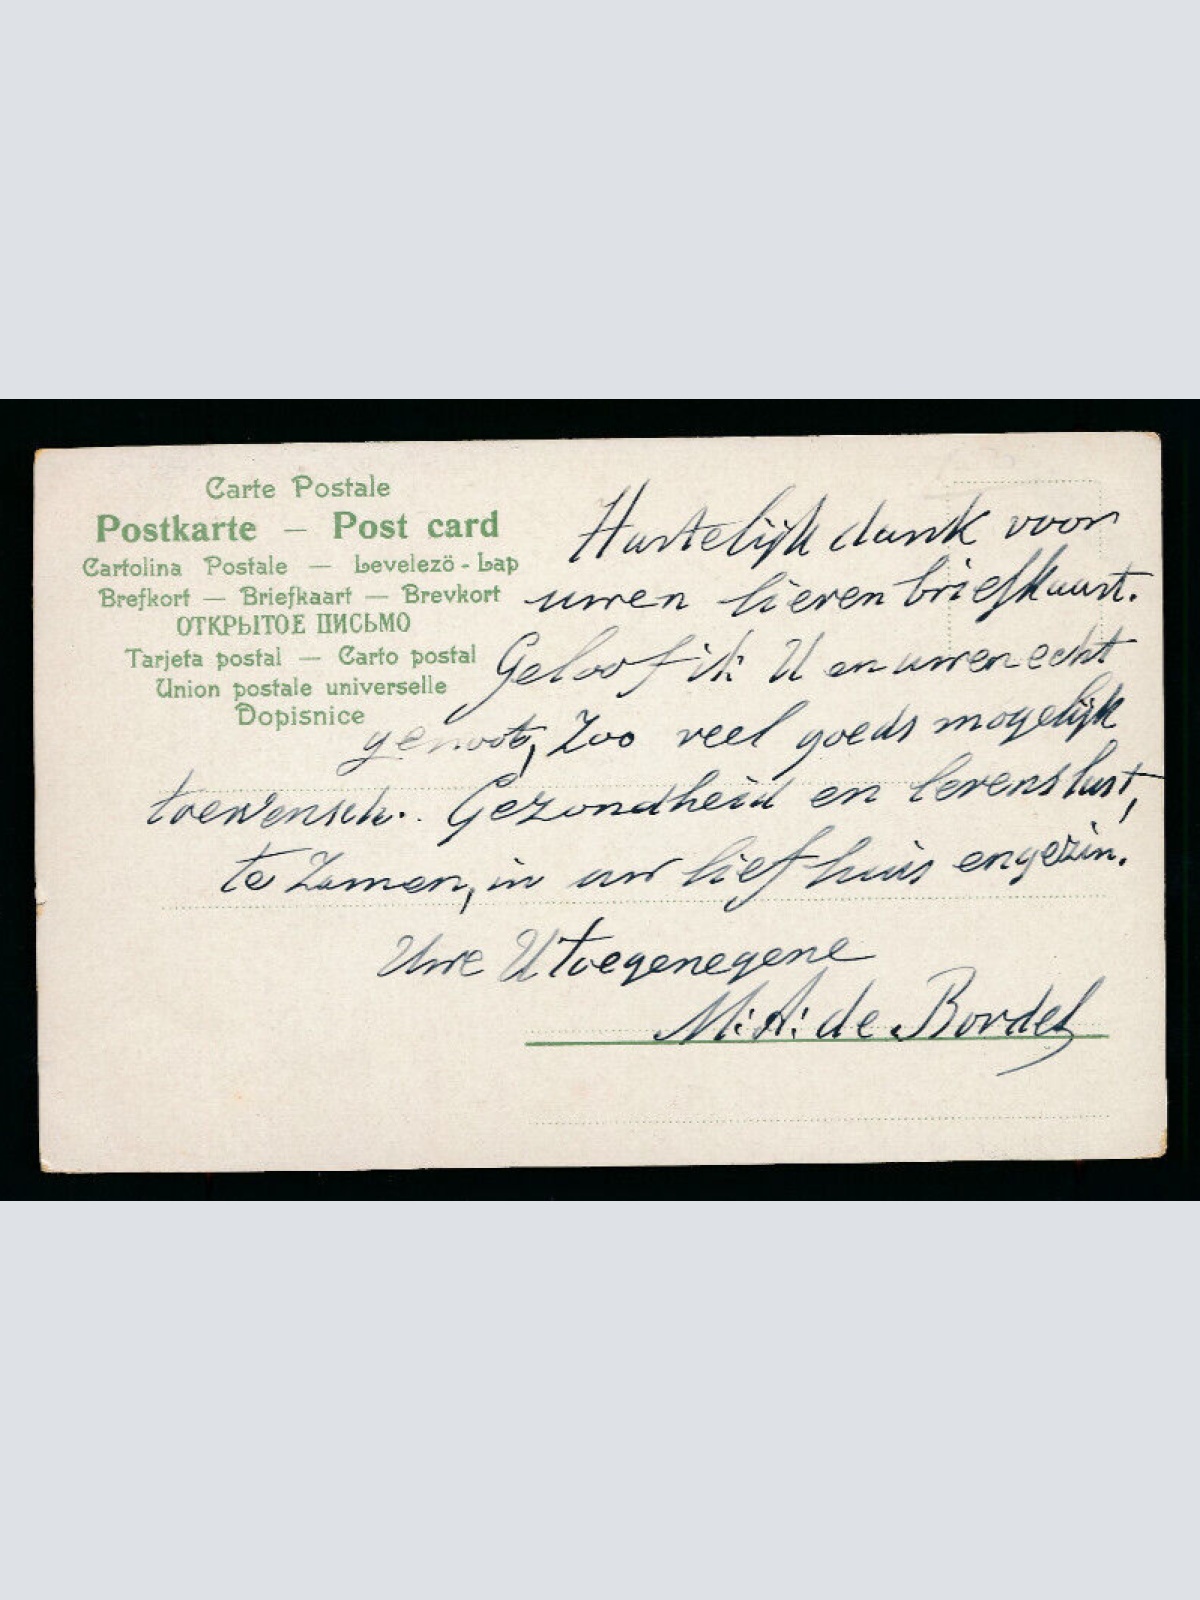 Carte Postale
Postkarte — Post card
Cartolina Postale — Levelezö-Lap
Brefkort — Briefkaart — Brevkort
ОТКРЫТОЕ ПИСЬМО
Tarjeta postal — Carto postal
Union postale universelle
Dopisnice
Hartelijk dank voor
uwen lieven briefkaart.
Geloof ik U en uwen echt
genoot, Zoo veel goeds mogelijk
toewensch. Gezondheid en levenslust,
te Zamen, in uw lief huis en gezin.
Uwe U toegenegene
M: A: de Bordes